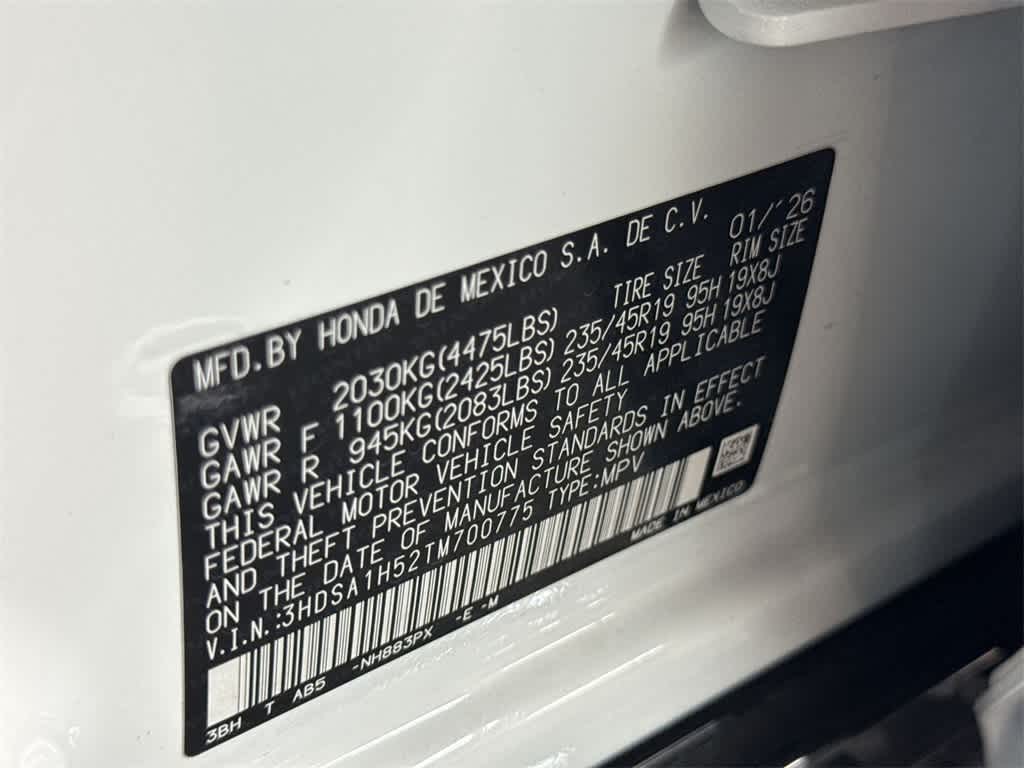 MFD.BY HONDA DE MEXICO S.A. DE C.V. 01/'26
TIRE SIZE RIM SIZE
GVWR 2030KG(4475LBS)
GAWR F 1100KG(2425LBS) 235/45R19 95H 19X8J
GAWR R 945KG(2083LBS) 235/45R19 95H 19X8J
THIS VEHICLE CONFORMS TO ALL APPLICABLE
FEDERAL MOTOR VEHICLE SAFETY
AND THEFT PREVENTION STANDARDS IN EFFECT
ON THE DATE OF MANUFACTURE SHOWN ABOVE.
V.I.N.:3HDSA1H52TM700775 TYPE:MPV
MADE IN MEXICO
3BH T AB5 -NH883PX -E -M